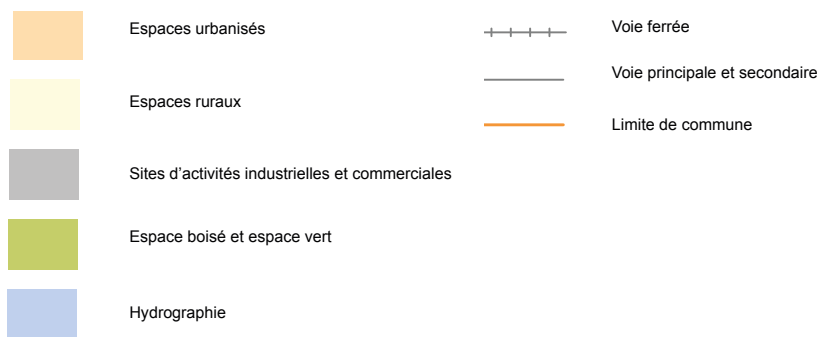 Espaces urbanisés
Espaces ruraux
Sites d’activités industrielles et commerciales
Espace boisé et espace vert
Hydrographie
Voie ferrée
Voie principale et secondaire
Limite de commune